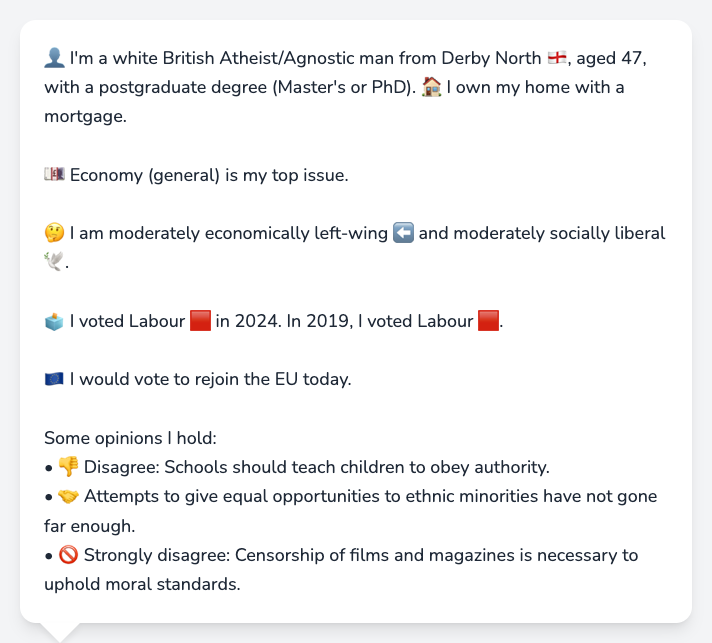 👤 I'm a white British Atheist/Agnostic man from Derby North 🏴󠁧󠁢󠁥󠁮󠁧󠁿, aged 47,
with a postgraduate degree (Master's or PhD). 🏠 I own my home with a
mortgage.
💷 Economy (general) is my top issue.
🤔 I am moderately economically left-wing ⬅️ and moderately socially liberal
🕊️.
🗳️ I voted Labour 🟥 in 2024. In 2019, I voted Labour 🟥.
🇪🇺 I would vote to rejoin the EU today.
Some opinions I hold:
• 👎 Disagree: Schools should teach children to obey authority.
• 🤝 Attempts to give equal opportunities to ethnic minorities have not gone
far enough.
• 🚫 Strongly disagree: Censorship of films and magazines is necessary to
uphold moral standards.